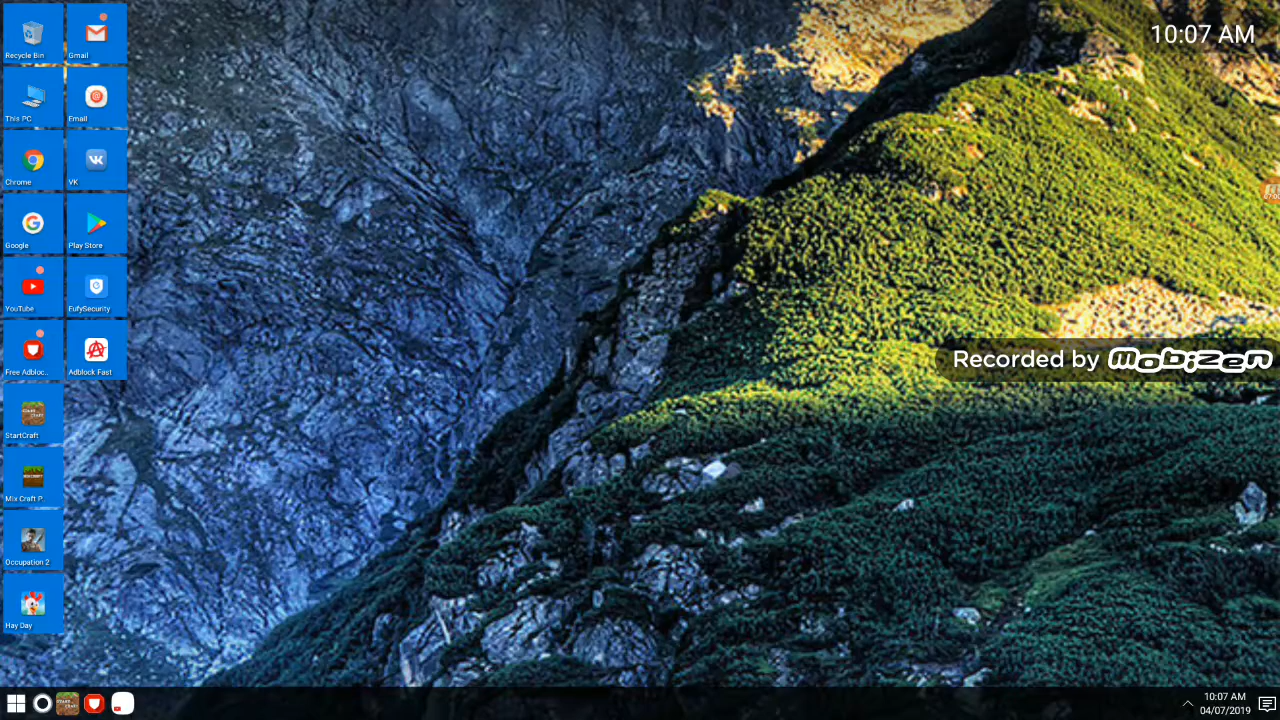 10:07 AM
Recycle Bin
Gmail
This PC
Email
Chrome
VK
Google
Play Store
YouTube
EufySecurity
Free Adbloc..
Adblock Fast
StartCraft
Mix Craft P..
Occupation 2
Hay Day
Recorded by mobizen
10:07 AM
04/07/2019